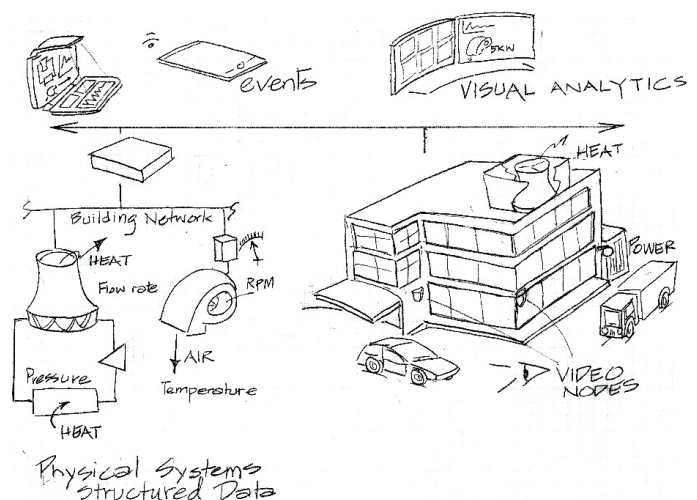 events
5KW
VISUAL ANALYTICS
HEAT
Building Network
HEAT
Flow rate
RPM
POWER
AIR
Pressure
Temperature
VIDEO
NODES
HEAT
Physical Systems
Structured Data